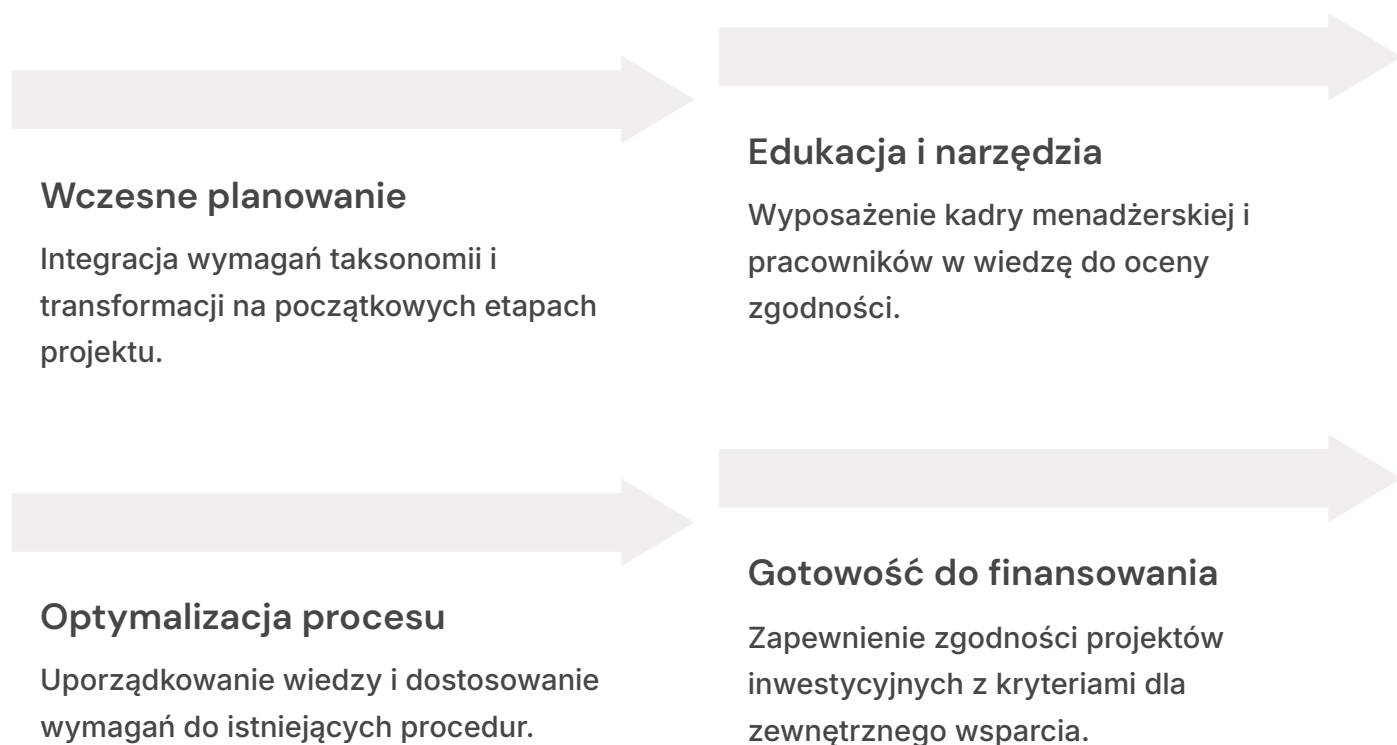 Wczesne planowanie
Integracja wymagań taksonomii i
transformacji na początkowych etapach
projektu.
Edukacja i narzędzia
Wyposażenie kadry menadżerskiej i
pracowników w wiedzę do oceny
zgodności.
Optymalizacja procesu
Uporządkowanie wiedzy i dostosowanie
wymagań do istniejących procedur.
Gotowość do finansowania
Zapewnienie zgodności projektów
inwestycyjnych z kryteriami dla
zewnętrznego wsparcia.